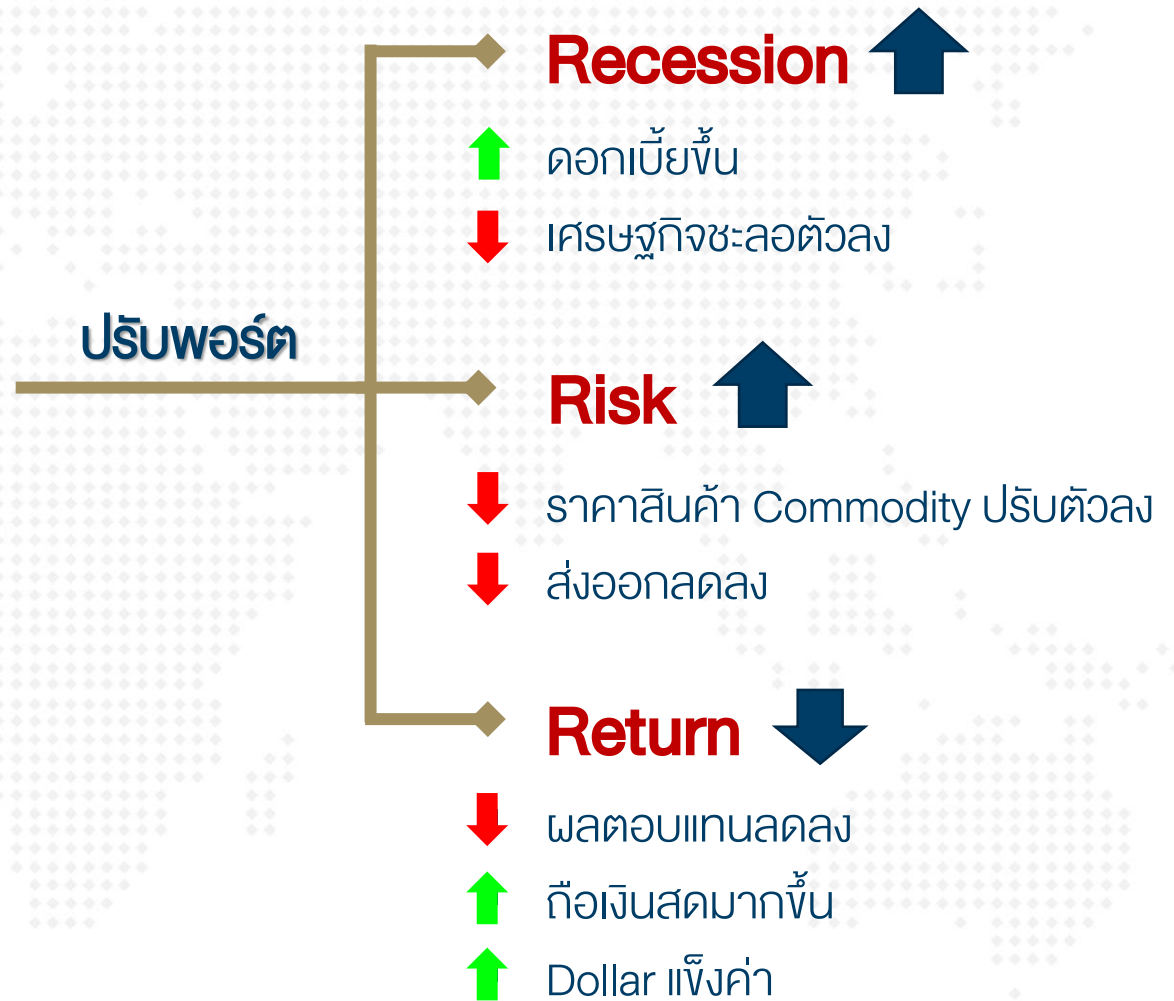 Recession
ดอกเบี้ยขึ้น
เศรษฐกิจชะลอตัวลง
ปรับพอร์ต
Risk
ราคาสินค้า Commodity ปรับตัวลง
ส่งออกลดลง
Return
ผลตอบแทนลดลง
ถือเงินสดมากขึ้น
Dollar แข็งค่า